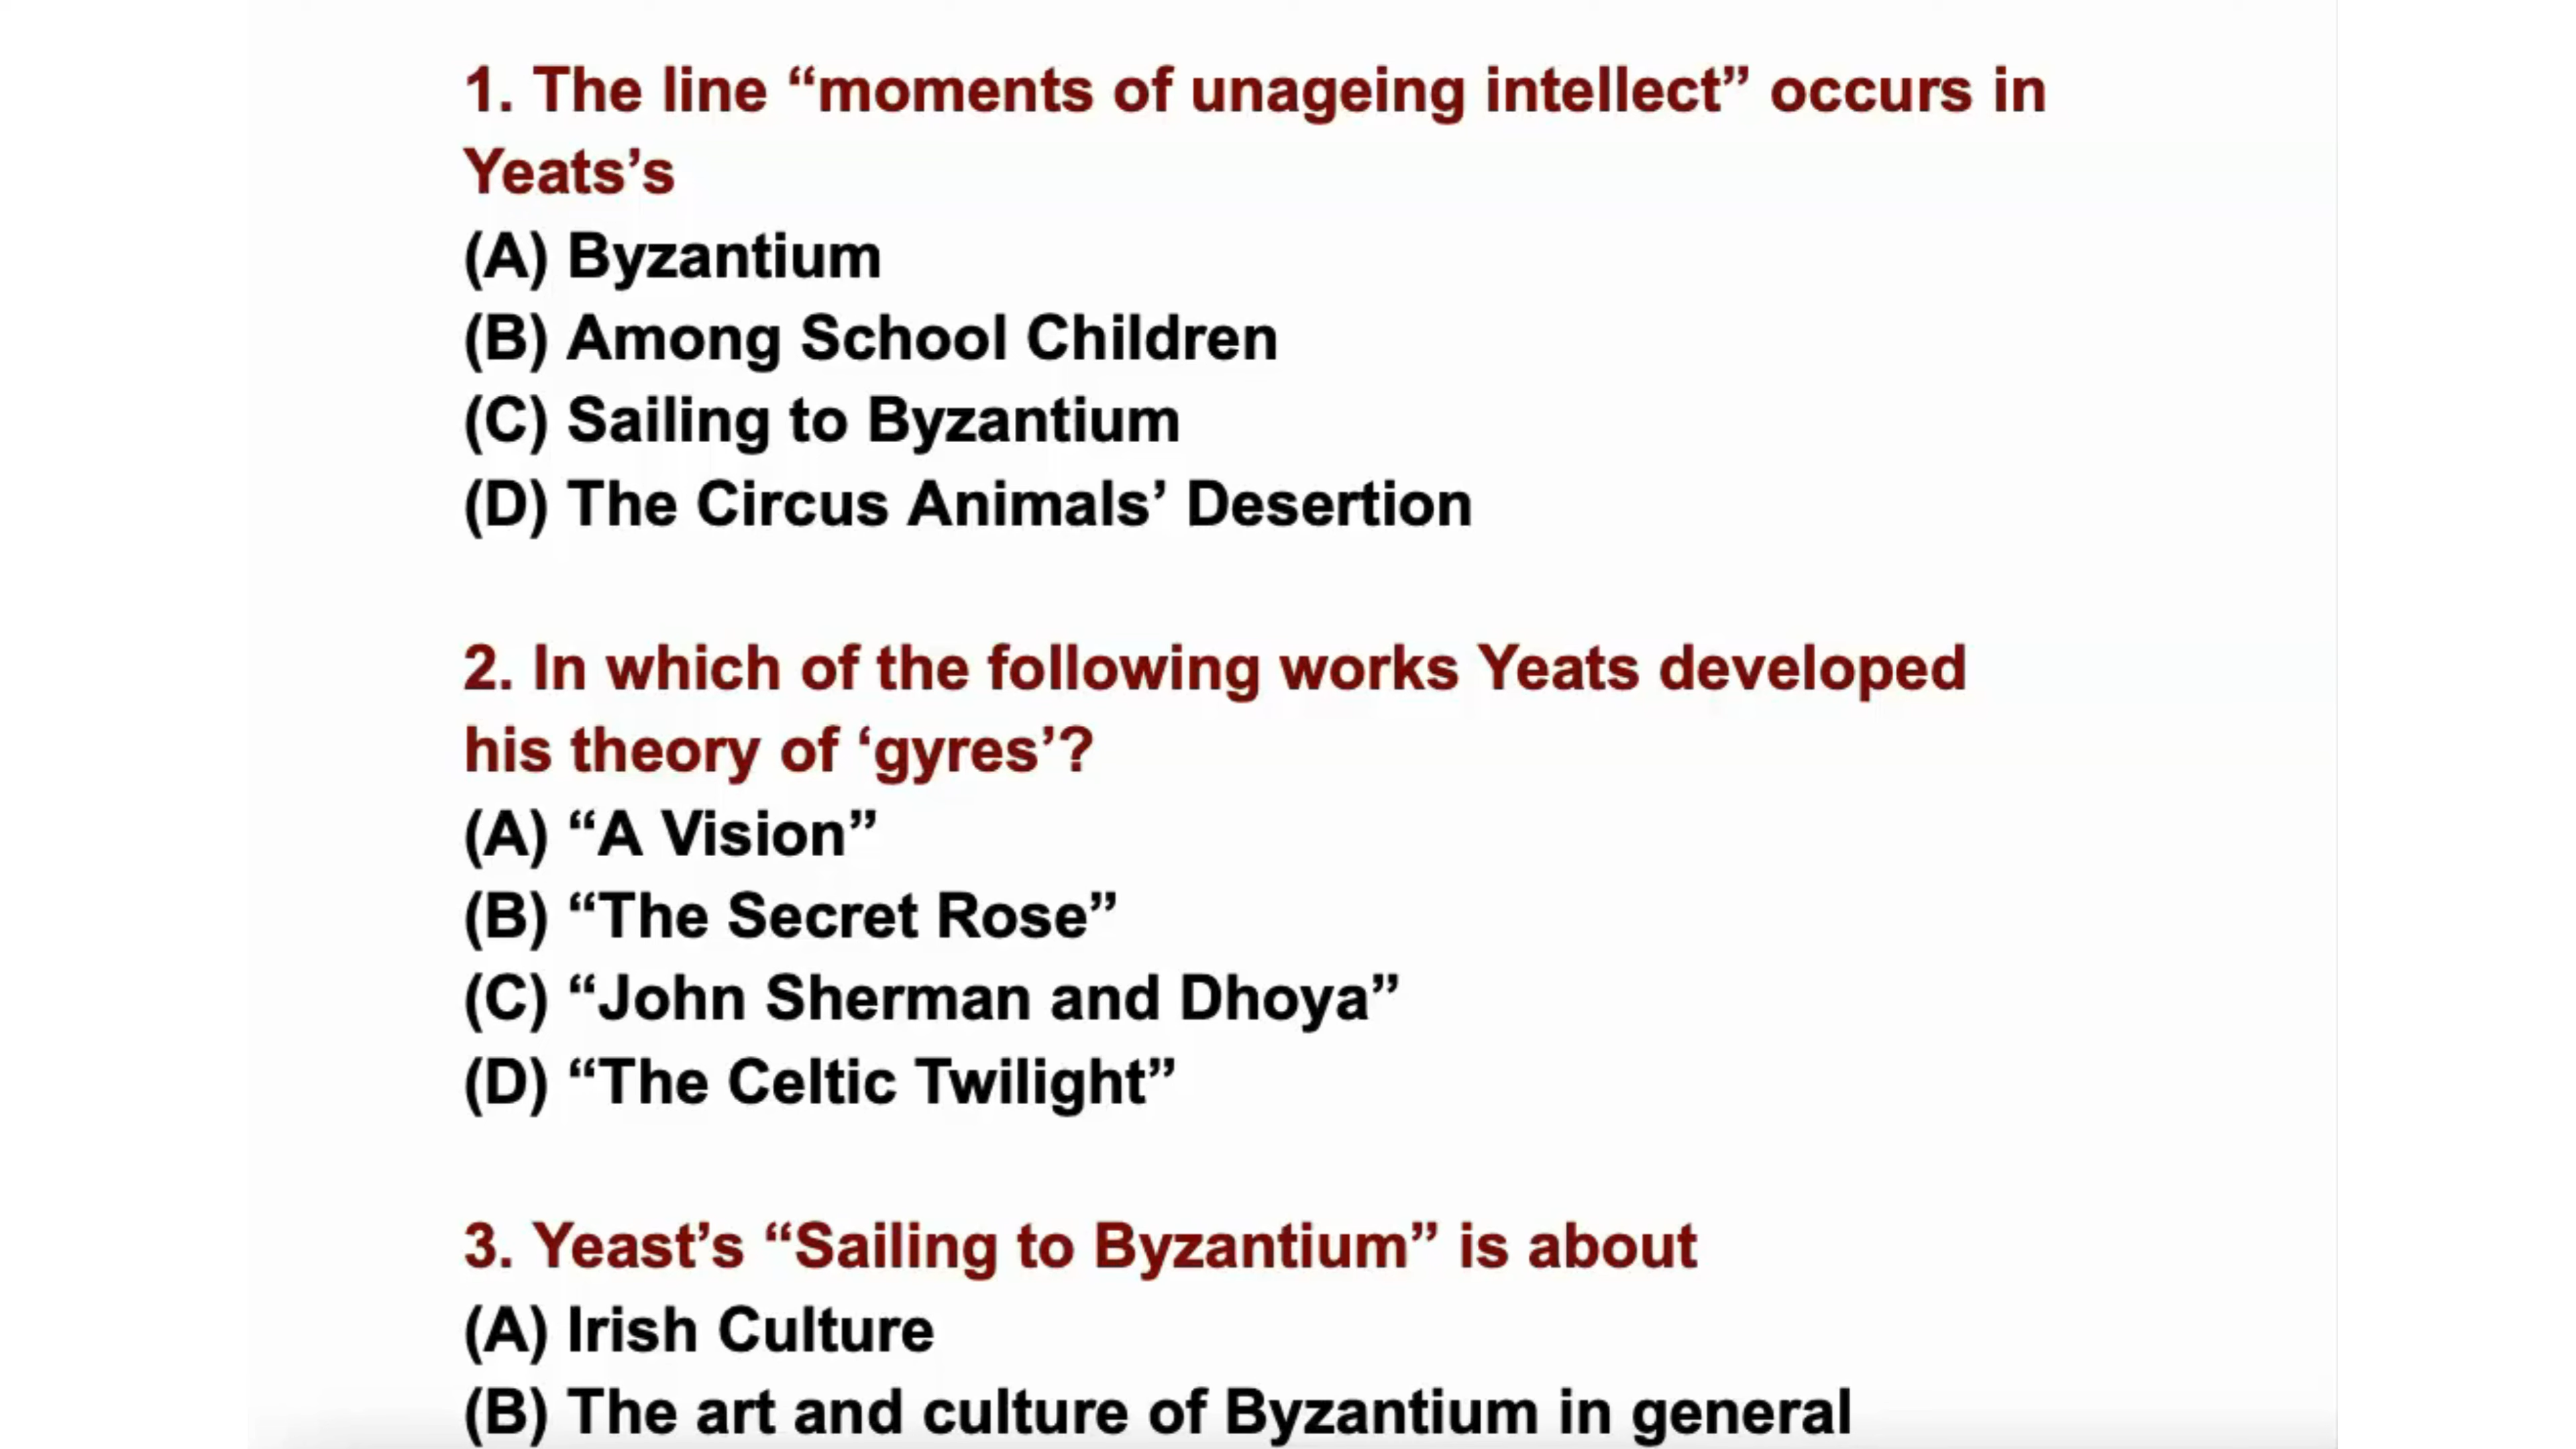 1. The line “moments of unageing intellect” occurs in
Yeats’s
(A) Byzantium
(B) Among School Children
(C) Sailing to Byzantium
(D) The Circus Animals’ Desertion
2. In which of the following works Yeats developed
his theory of ‘gyres’?
(A) “A Vision”
(B) “The Secret Rose”
(C) “John Sherman and Dhoya”
(D) “The Celtic Twilight”
3. Yeast’s “Sailing to Byzantium” is about
(A) Irish Culture
(B) The art and culture of Byzantium in general